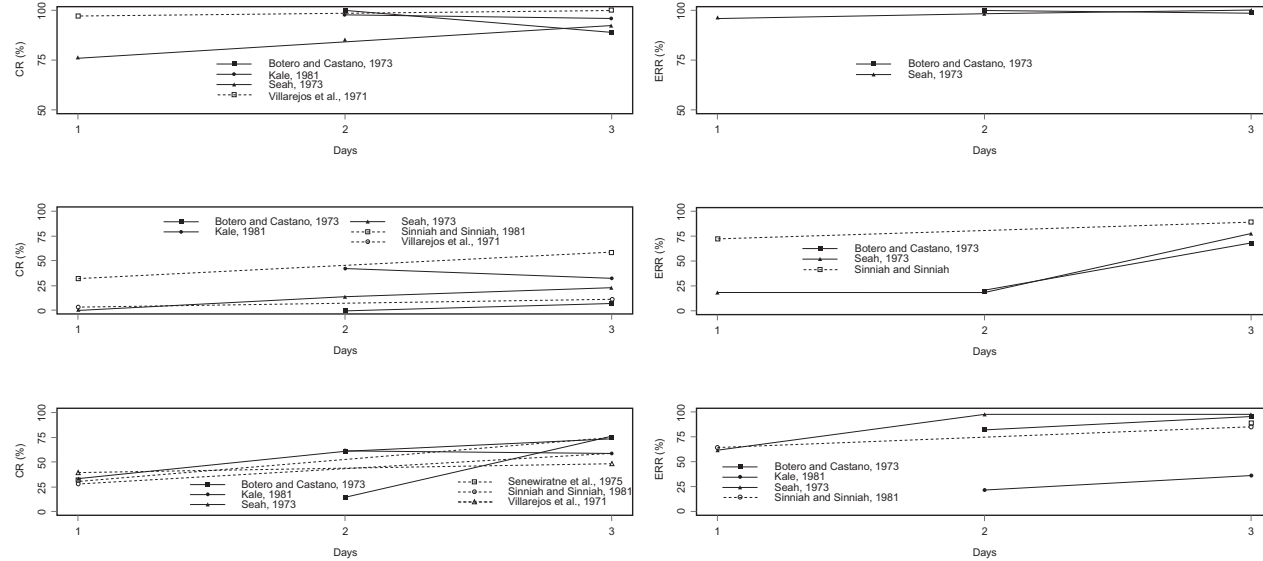 CR (%)
100
75
50
Botero and Castano, 1973
Kale, 1981
Seah, 1973
Villarejos et al., 1971
1
2
3
Days
ERR (%)
100
75
50
Botero and Castano, 1973
Seah, 1973
1
2
3
Days
CR (%)
100
75
50
25
0
Botero and Castano, 1973
Kale, 1981
Seah, 1973
Sinniah and Sinniah, 1981
Villarejos et al., 1971
1
2
3
Days
ERR (%)
100
75
50
25
0
Botero and Castano, 1973
Seah, 1973
Sinniah and Sinniah
1
2
3
Days
CR (%)
100
75
50
25
0
Botero and Castano, 1973
Kale, 1981
Seah, 1973
Senewiratne et al., 1975
Sinniah and Sinniah, 1981
Villarejos et al., 1971
1
2
3
Days
ERR (%)
100
75
50
25
0
Botero and Castano, 1973
Kale, 1981
Seah, 1973
Sinniah and Sinniah, 1981
1
2
3
Days